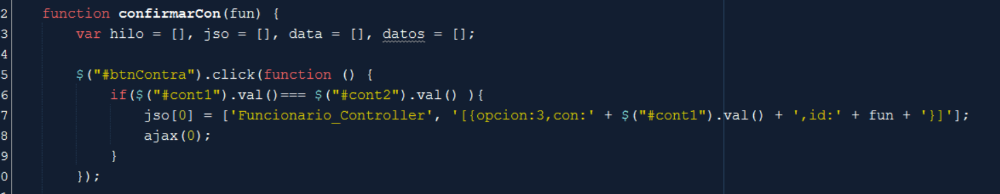 2 function confirmarCon(fun) {
3 var hilo = [], jso = [], data = [], datos = [];
4
5 $("#btnContra").click(function () {
6 if($("#cont1").val()=== $("#cont2").val() ){
7 jso[0] = ['Funcionario_Controller', '[{opcion:3,con:' + $("#cont1").val() + ',id:' + fun + '}]'];
8 ajax(0);
9 }
0 });